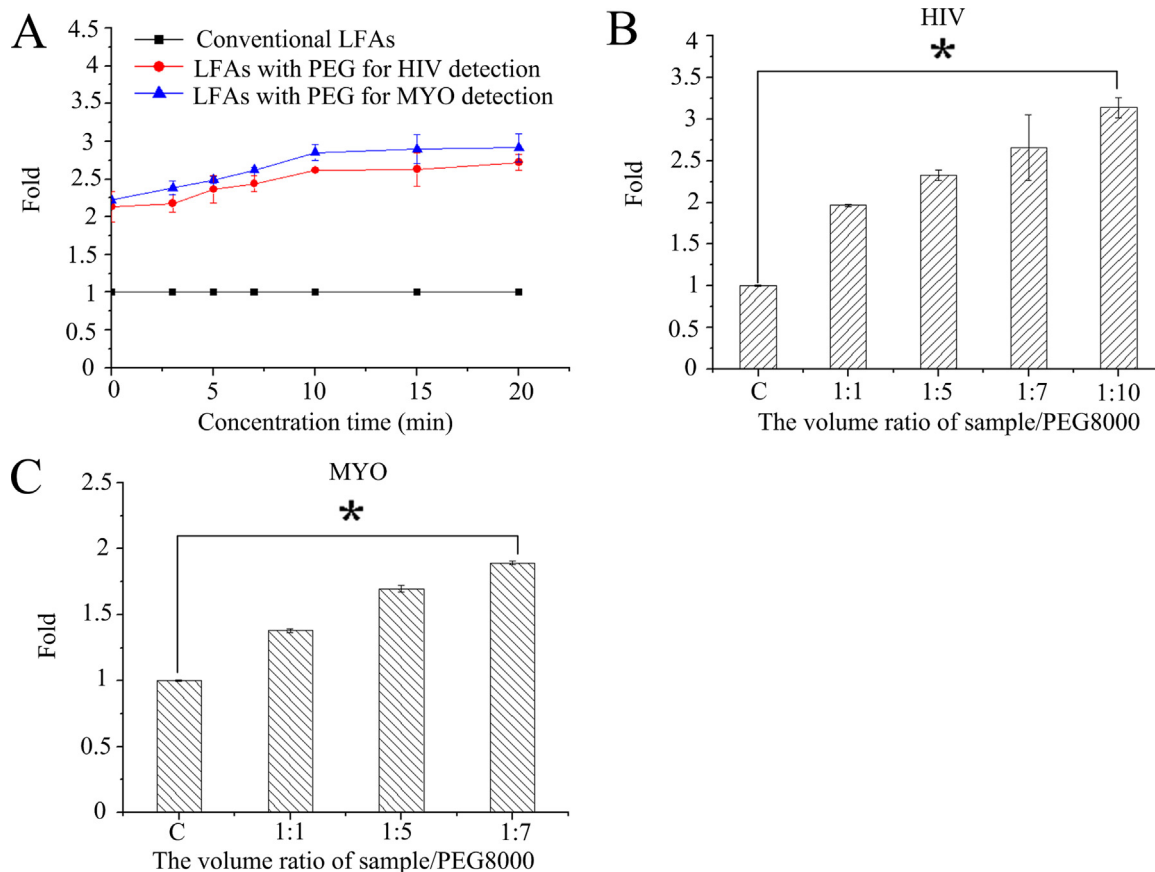 A
Conventional LFAs
LFAs with PEG for HIV detection
LFAs with PEG for MYO detection
4.5
4
3.5
3
2.5
2
1.5
1
0.5
0
Fold
0 5 10 15 20
Concentration time (min)
B
HIV
*
4
3.5
3
2.5
2
1.5
1
0.5
0
Fold
C 1:1 1:5 1:7 1:10
The volume ratio of sample/PEG8000
C
MYO
*
2.5
2
1.5
1
0.5
0
Fold
C 1:1 1:5 1:7
The volume ratio of sample/PEG8000